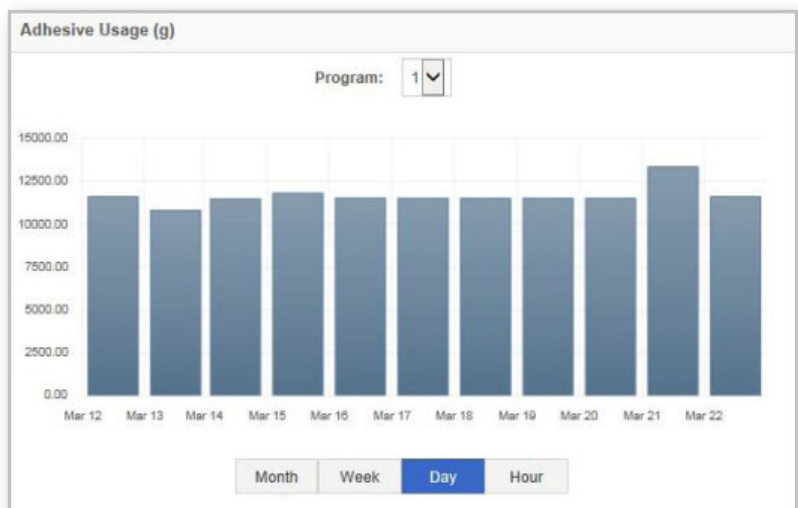 Adhesive Usage (g)
Program: 1
15000.00
12500.00
10000.00
7500.00
5000.00
2500.00
0.00
Mar 12 Mar 13 Mar 14 Mar 15 Mar 16 Mar 17 Mar 18 Mar 19 Mar 20 Mar 21 Mar 22
Month Week Day Hour